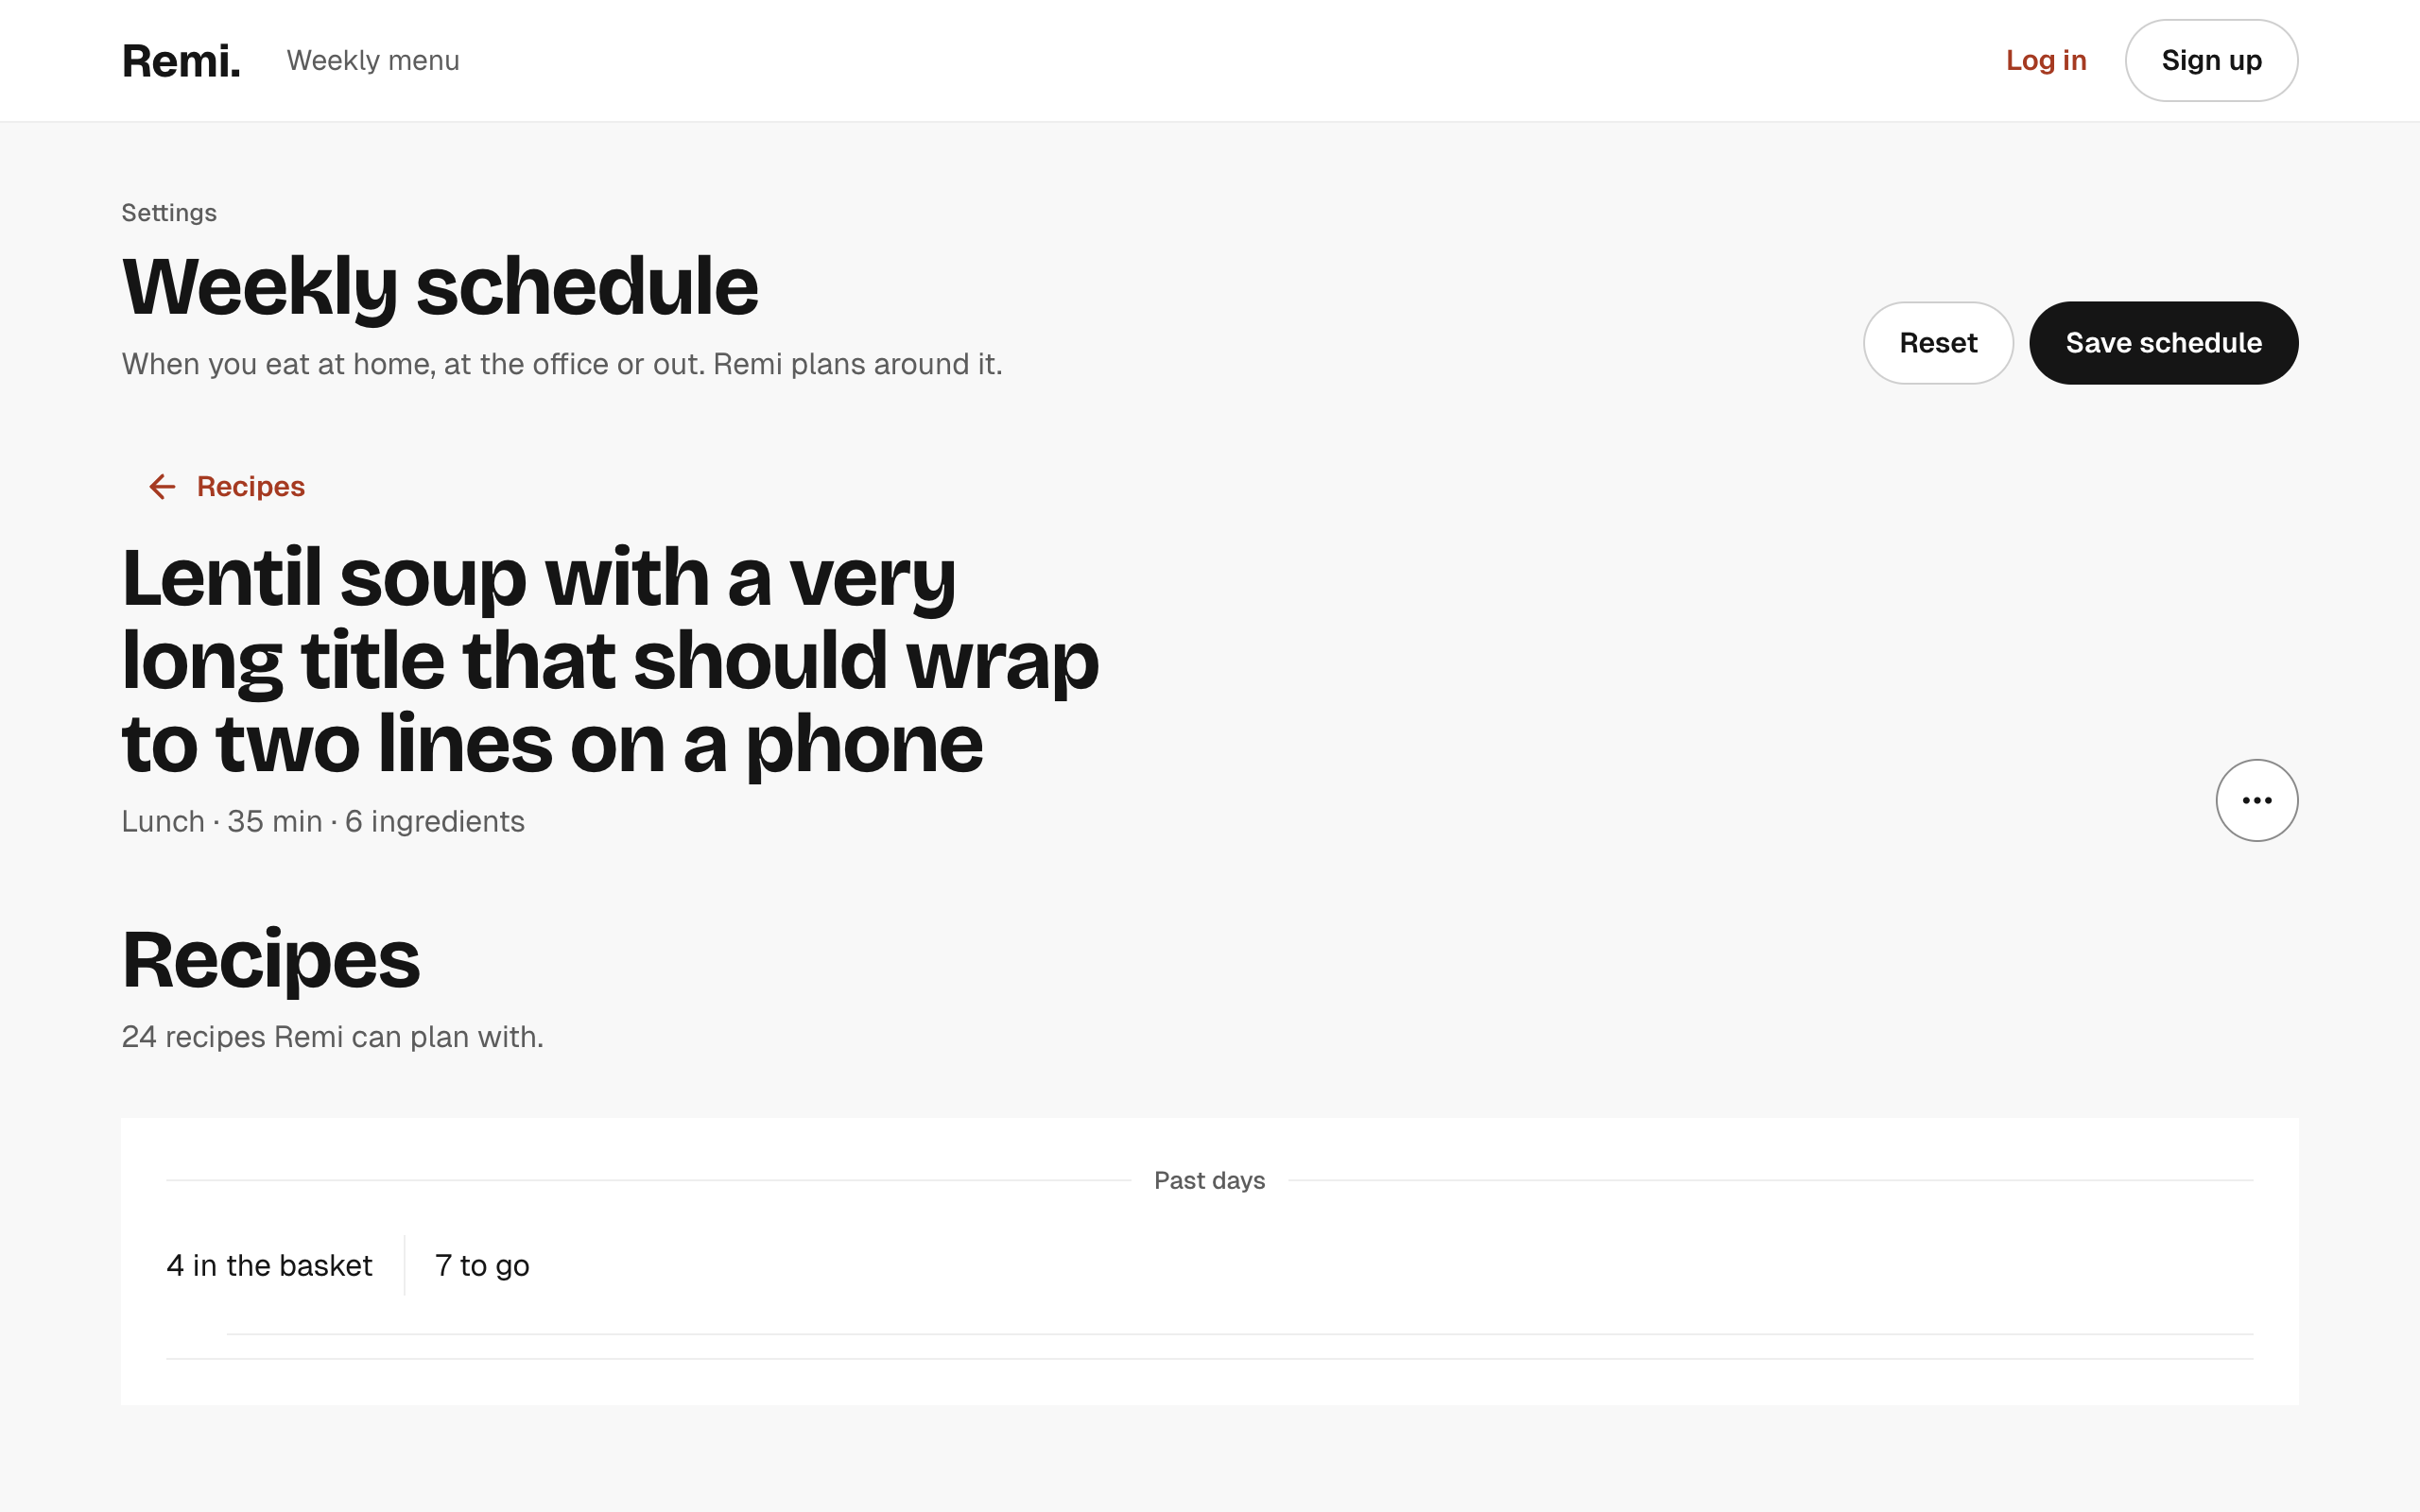 Remi.
Weekly menu
Log in
Sign up
Settings
Weekly schedule
When you eat at home, at the office or out. Remi plans around it.
Reset
Save schedule
Recipes
Lentil soup with a very
long title that should wrap
to two lines on a phone
Lunch · 35 min · 6 ingredients
Recipes
24 recipes Remi can plan with.
Past days
4 in the basket
7 to go